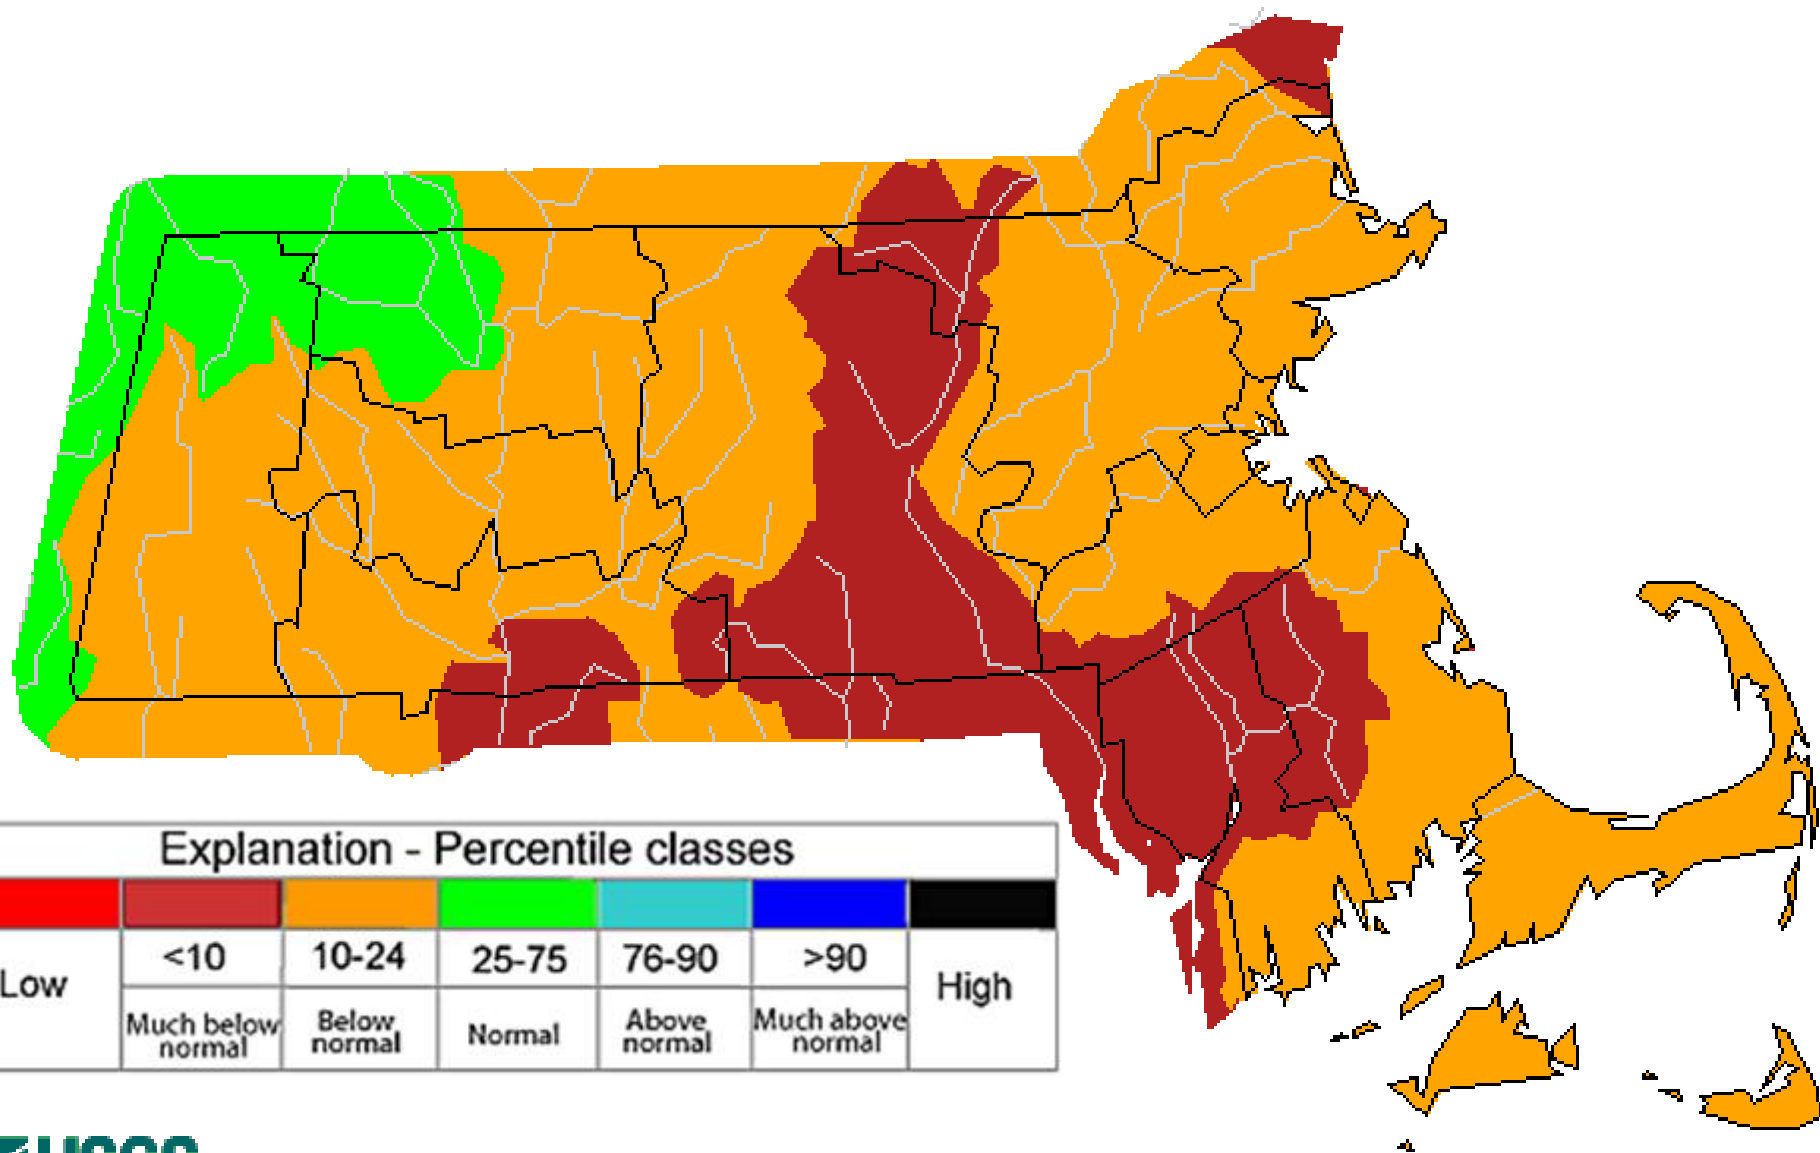 Explanation - Percentile classes
Low
<10
10-24
25-75
76-90
>90
High
Much below
normal
Below
normal
Normal
Above
normal
Much above
normal